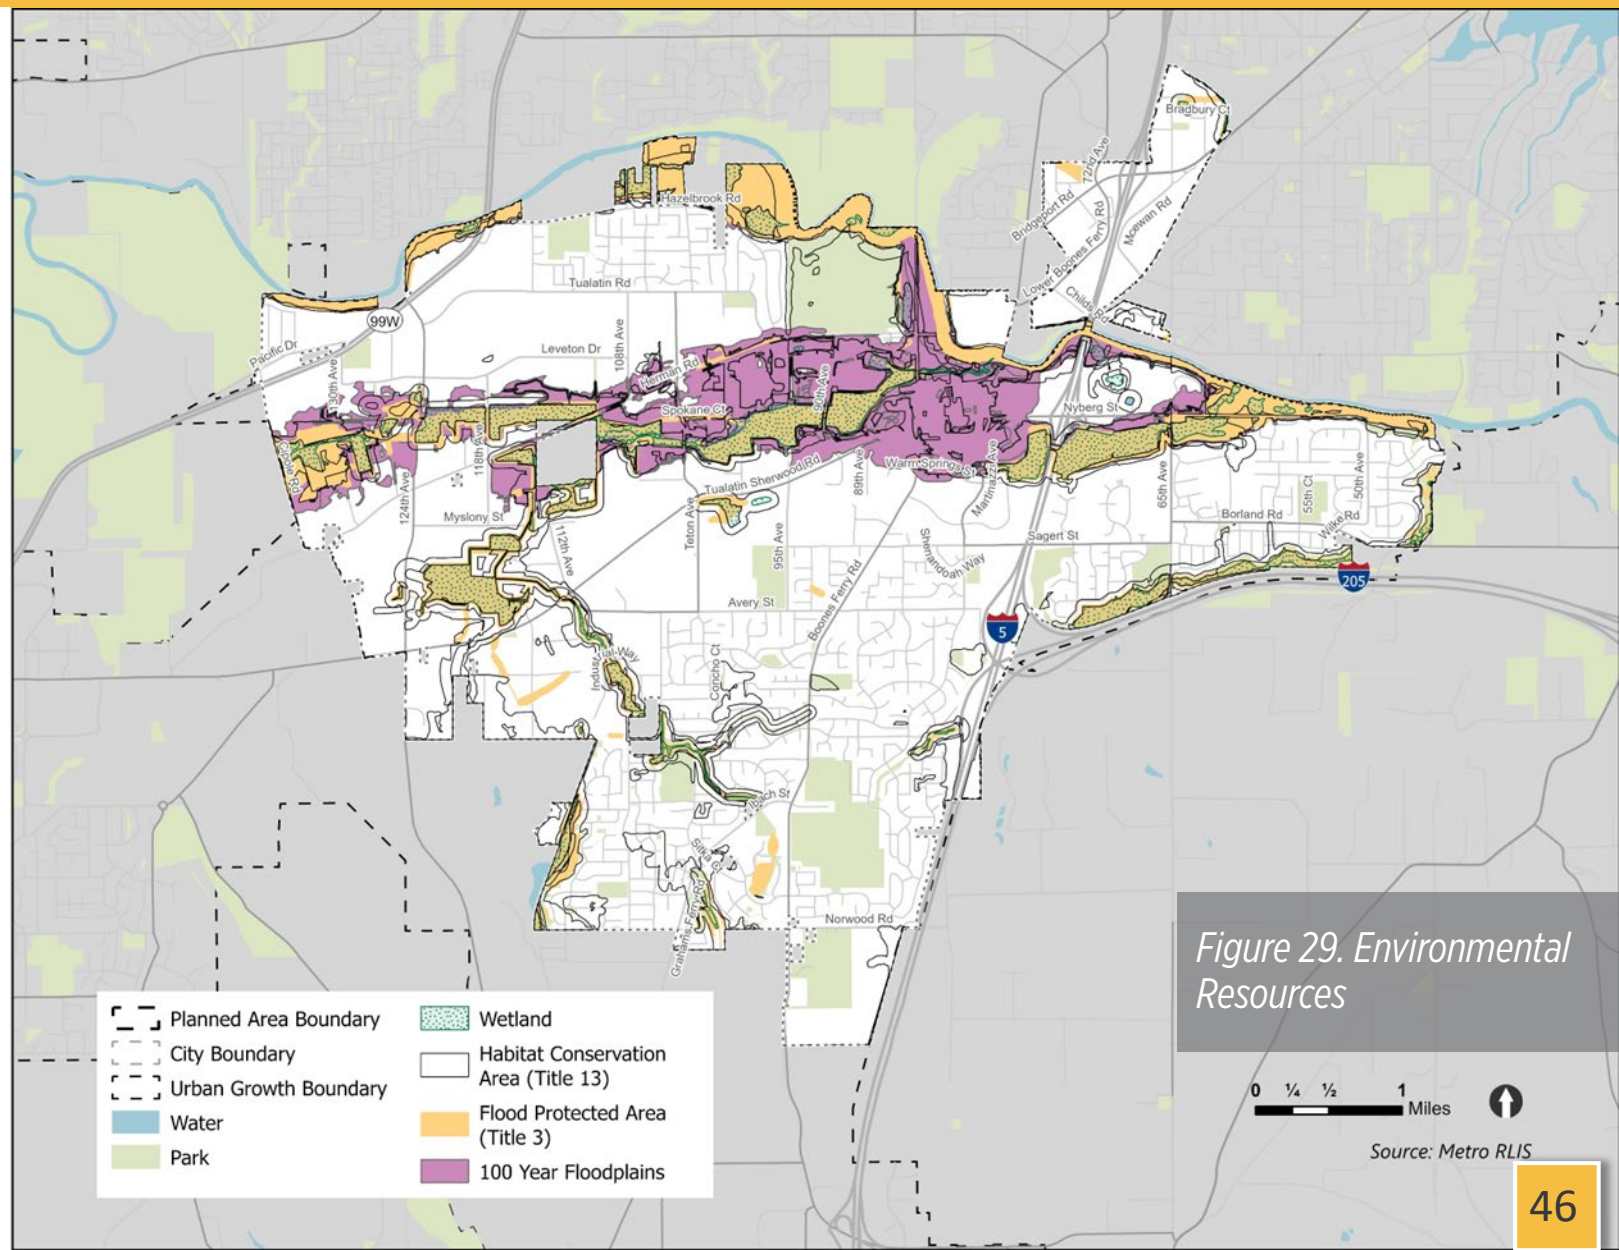 Bradbury Ct
72nd Ave
Hazelbrook Rd
Bridgeport Rd
Mcewan Rd
Lower Boones Ferry Rd
Tualatin Rd
Childs Rd
99W
Pacific Dr
Leveton Dr
108th Ave
130th Ave
Herman Rd
90th Ave
Spokane Ct
Nyberg St
Cipole Rd
118th Ave
124th Ave
Tualatin Sherwood Rd
89th Ave
Warm Springs St
Martinazzi Ave
65th Ave
55th Ct
50th Ave
Myslony St
112th Ave
Teton Ave
95th Ave
Shenandoah Way
Sagert St
Borland Rd
Wilke Rd
205
Avery St
Boones Ferry Rd
5
Industrial Way
Concho Ct
Ibach St
Sitka Ct
Grahams Ferry Rd
Norwood Rd
Figure 29. Environmental
Resources
Planned Area Boundary
City Boundary
Urban Growth Boundary
Water
Park
Wetland
Habitat Conservation
Area (Title 13)
Flood Protected Area
(Title 3)
100 Year Floodplains
0 ¼ ½ 1
Miles
Source: Metro RLIS
46